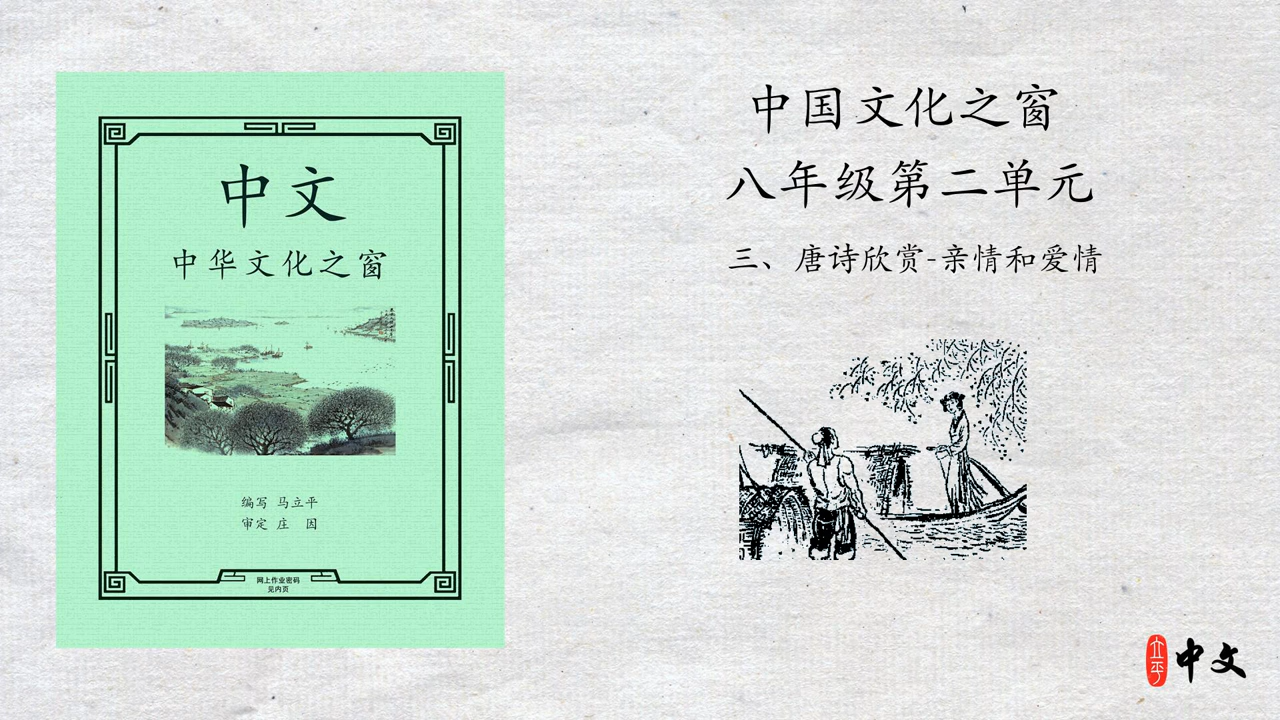 中文
中华文化之窗
编写 马立平
审定 庄 因
网上作业密码
见内页
中国文化之窗
八年级第二单元
三、唐诗欣赏-亲情和爱情
立平
中文